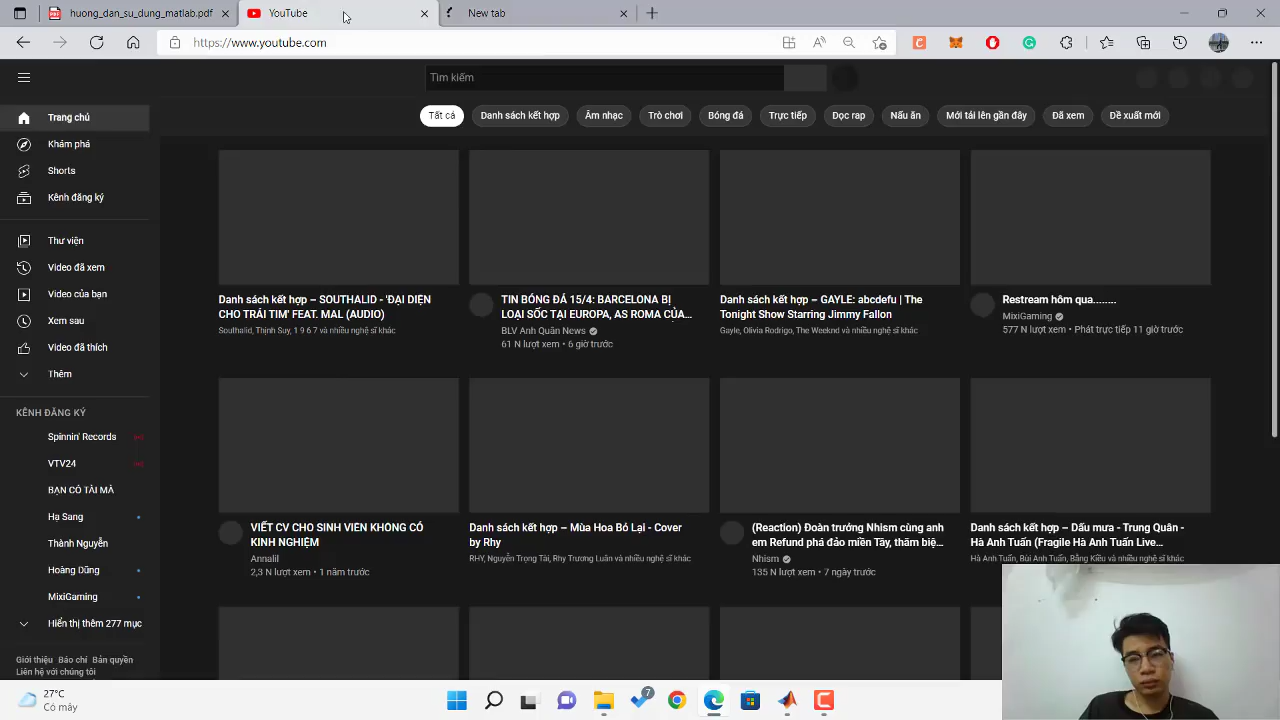 huong_dan_su_dung_matlab.pdf
YouTube
New tab
https://www.youtube.com
Tìm kiếm
Tất cả
Danh sách kết hợp
Âm nhạc
Trò chơi
Bóng đá
Trực tiếp
Đọc rap
Nấu ăn
Mới tải lên gần đây
Đã xem
Đề xuất mới
Trang chủ
Khám phá
Shorts
Kênh đăng ký
Thư viện
Video đã xem
Video của bạn
Xem sau
Video đã thích
Thêm
KÊNH ĐĂNG KÝ
Spinnin' Records
VTV24
BẠN CÓ TÀI MÀ
Hạ Sang
Thành Nguyễn
Hoàng Dũng
MixiGaming
Hiển thị thêm 277 mục
Giới thiệu Báo chí Bản quyền
Liên hệ với chúng tôi
Danh sách kết hợp – SOUTHALID - 'ĐẠI DIỆN
CHO TRÁI TIM' FEAT. MAL (AUDIO)
Southalid, Thịnh Suy, 1 9 6 7 và nhiều nghệ sĩ khác
TIN BÓNG ĐÁ 15/4: BARCELONA BỊ
LOẠI SỐC TẠI EUROPA, AS ROMA CỦA...
BLV Anh Quân News
61 N lượt xem • 6 giờ trước
Danh sách kết hợp – GAYLE: abcdefu | The
Tonight Show Starring Jimmy Fallon
Gayle, Olivia Rodrigo, The Weeknd và nhiều nghệ sĩ khác
Restream hôm qua........
MixiGaming
577 N lượt xem • Phát trực tiếp 11 giờ trước
VIẾT CV CHO SINH VIÊN KHÔNG CÓ
KINH NGHIỆM
Annalil
2,3 N lượt xem • 1 năm trước
Danh sách kết hợp – Mùa Hoa Bỏ Lại - Cover
by Rhy
RHY, Nguyễn Trọng Tài, Rhy Trương Luân và nhiều nghệ sĩ khác
(Reaction) Đoàn trưởng Nhism cùng anh
em Refund phá đảo miền Tây, thăm biệ...
Nhism
135 N lượt xem • 7 ngày trước
Danh sách kết hợp – Dấu mưa - Trung Quân -
Hà Anh Tuấn (Fragile Hà Anh Tuấn Live...
Hà Anh Tuấn, Bùi Anh Tuấn, Bằng Kiều và nhiều nghệ sĩ khác
27°C
Có mây
7